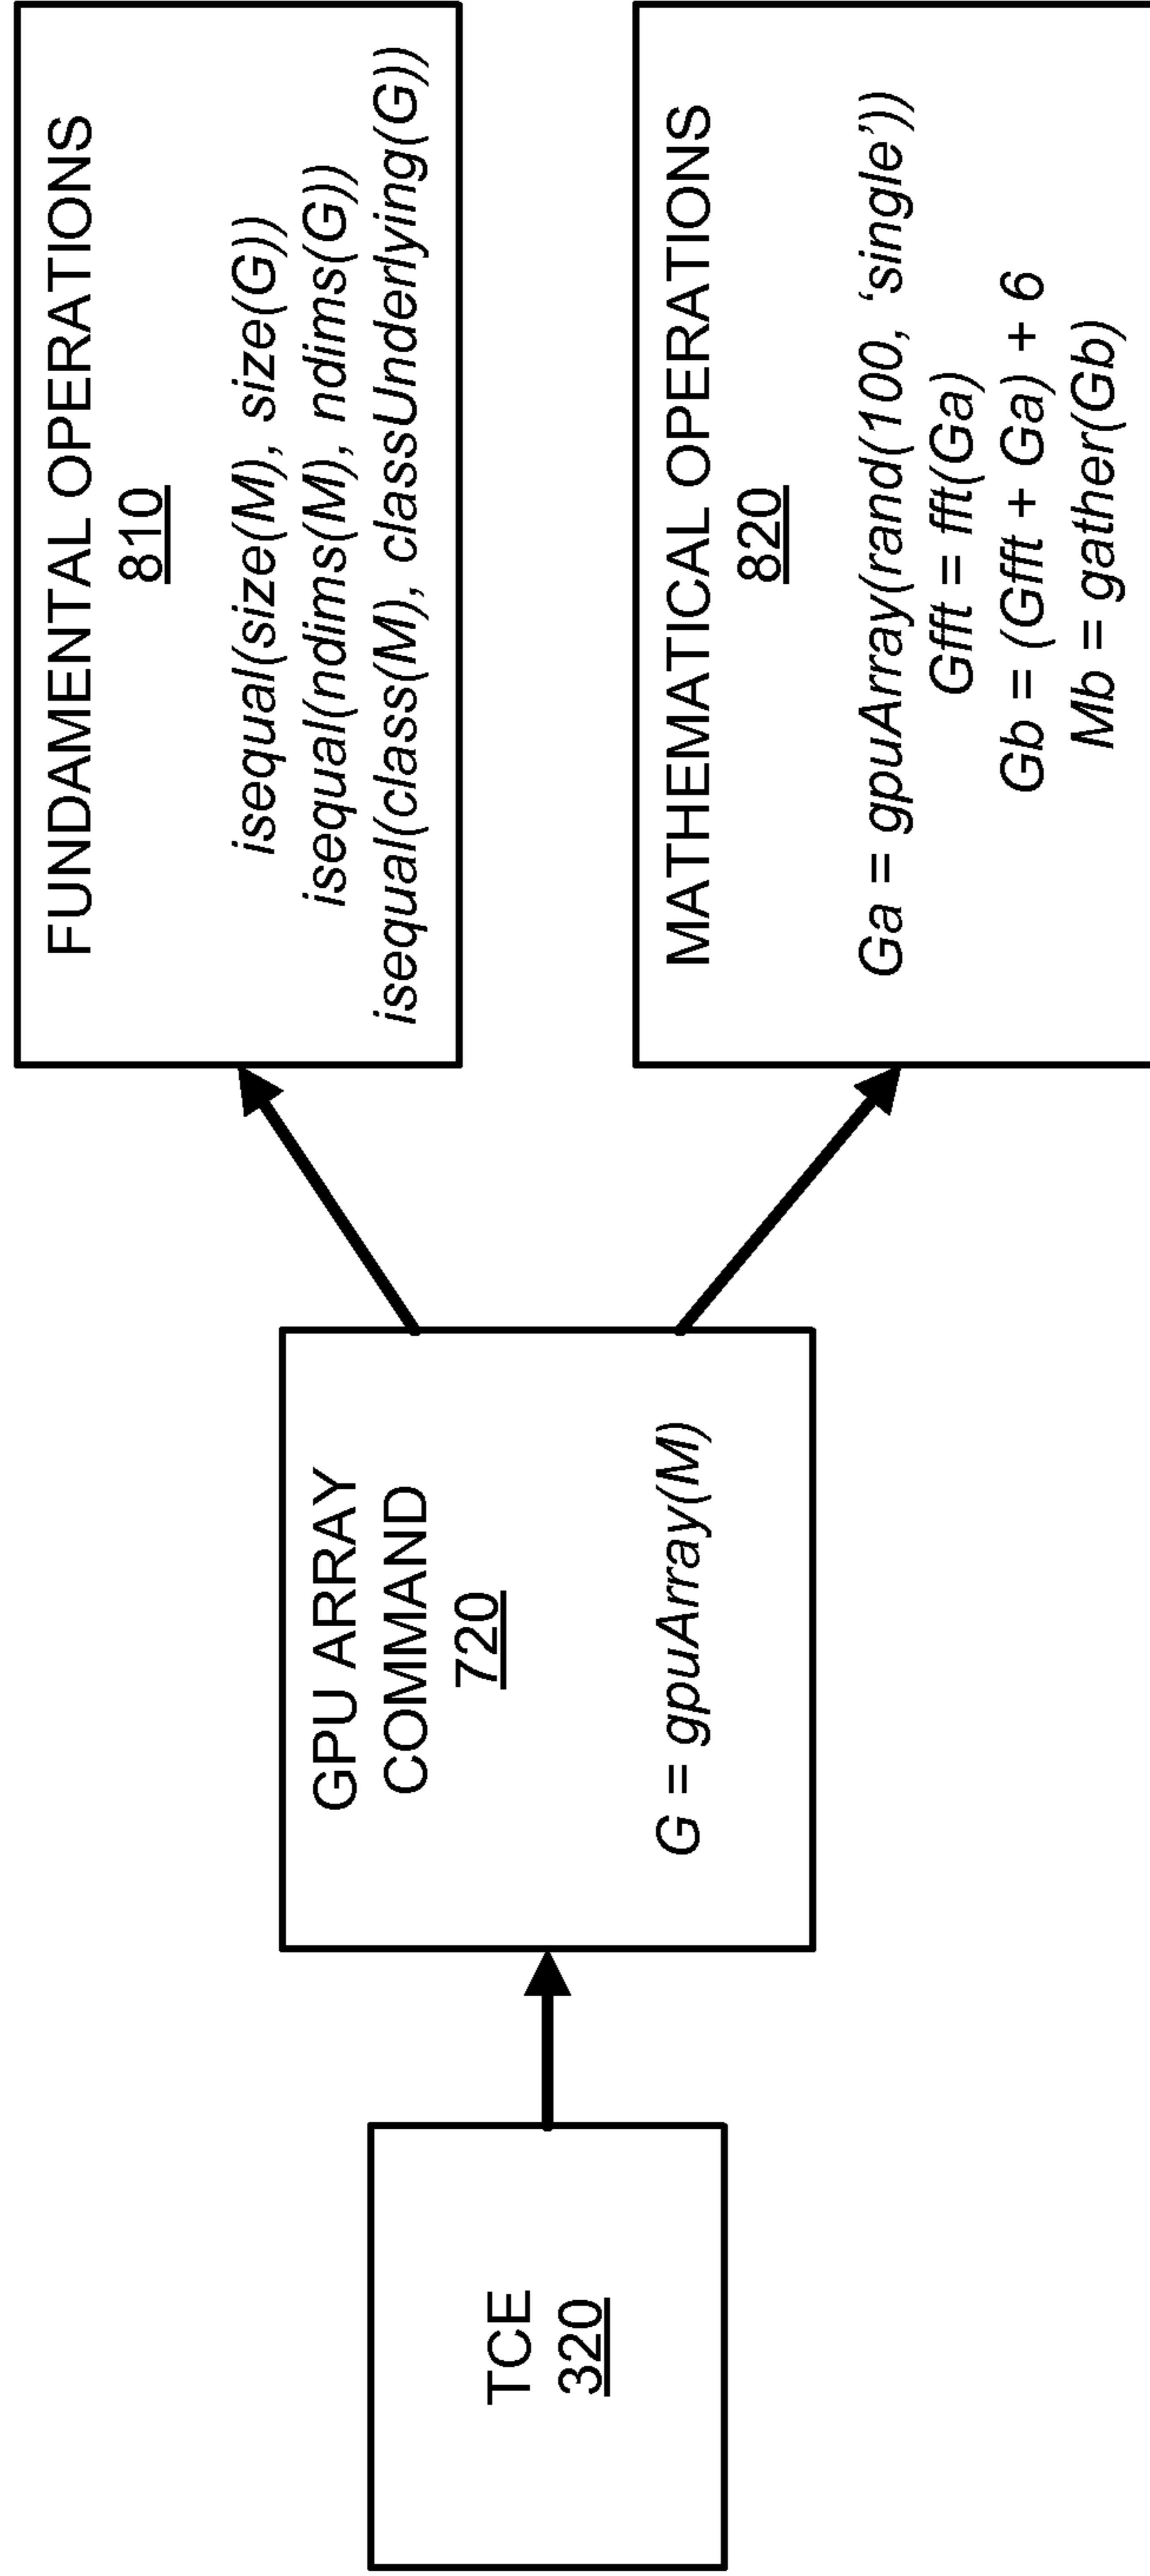 TCE
320
GPU ARRAY
COMMAND
720
G = gpuArray(M)
FUNDAMENTAL OPERATIONS
810
isequal(size(M), size(G))
isequal(ndims(M), ndims(G))
isequal(class(M), classUnderlying(G))
MATHEMATICAL OPERATIONS
820
Ga = gpuArray(rand(100, ‘single’))
Gfft = fft(Ga)
Gb = (Gfft + Ga) + 6
Mb = gather(Gb)